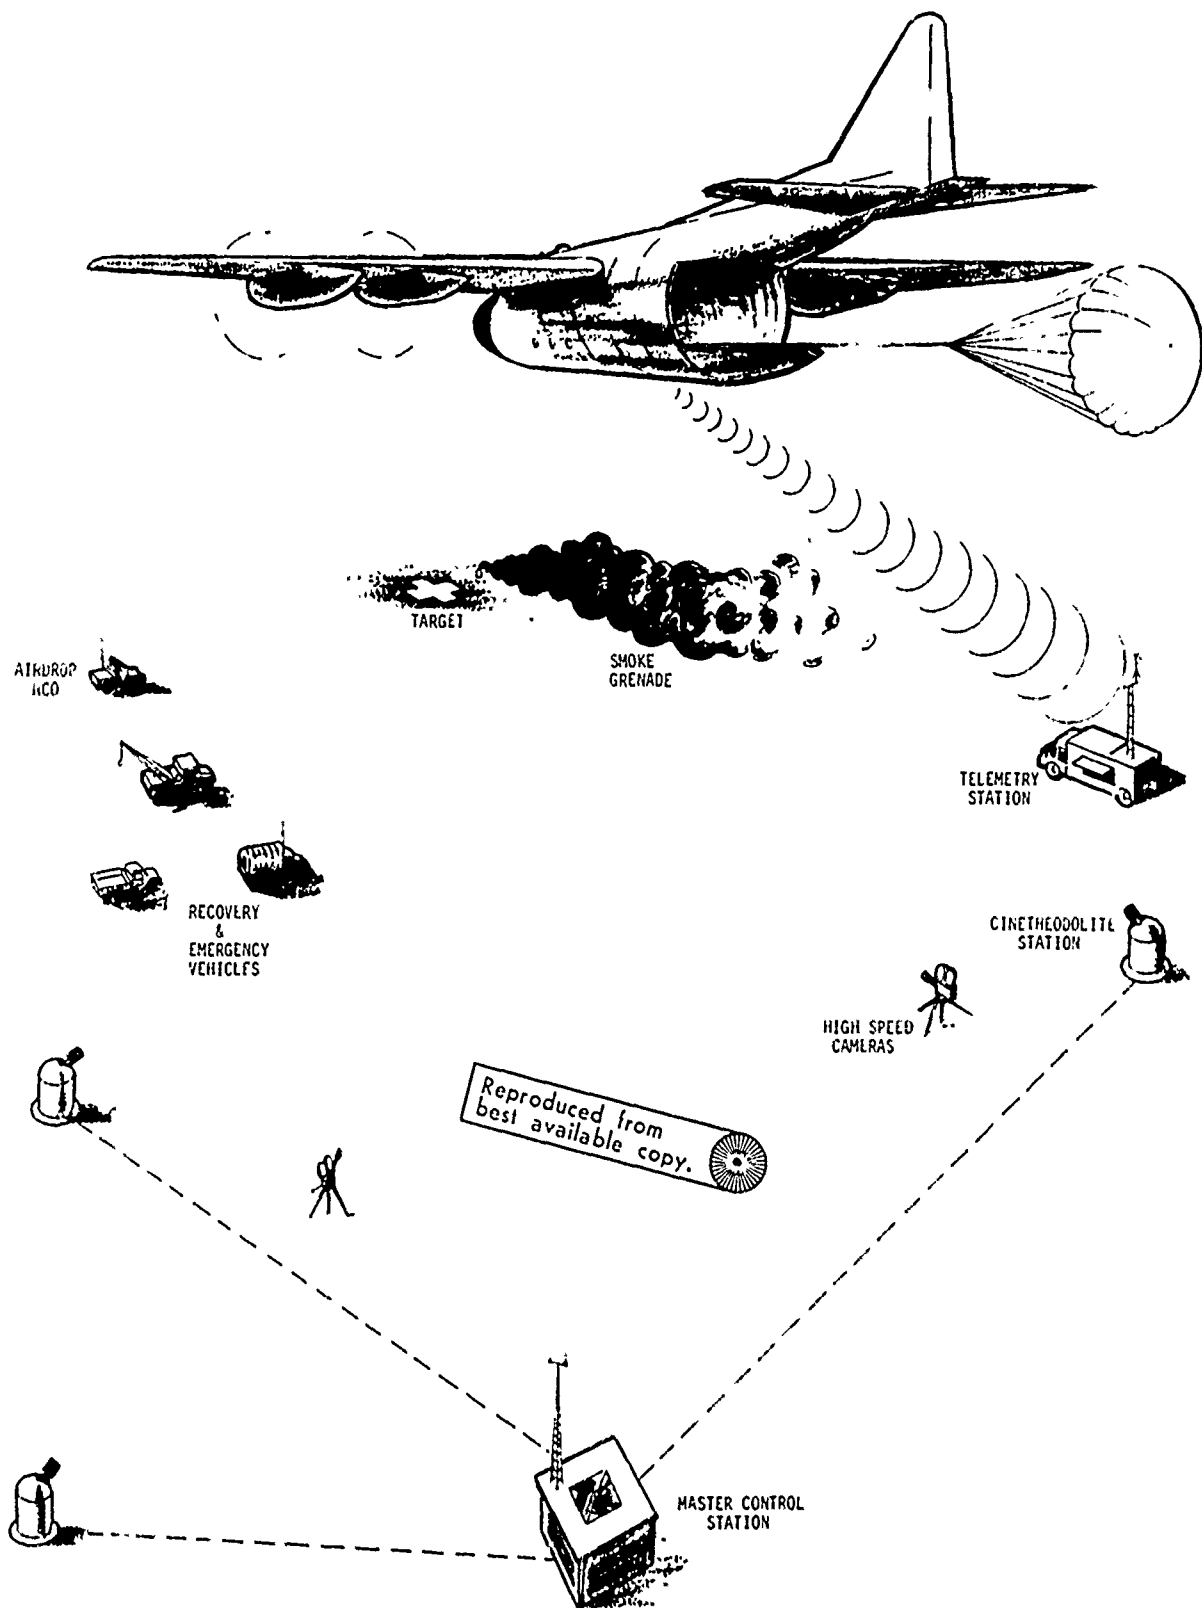 TARGET
SMOKE
GRENADE
AIRDROP
NCO
TELEMETRY
STATION
RECOVERY
&
EMERGENCY
VEHICLES
CINETHEODOLITE
STATION
HIGH SPEED
CAMERAS
Reproduced from
best available copy.
MASTER CONTROL
STATION